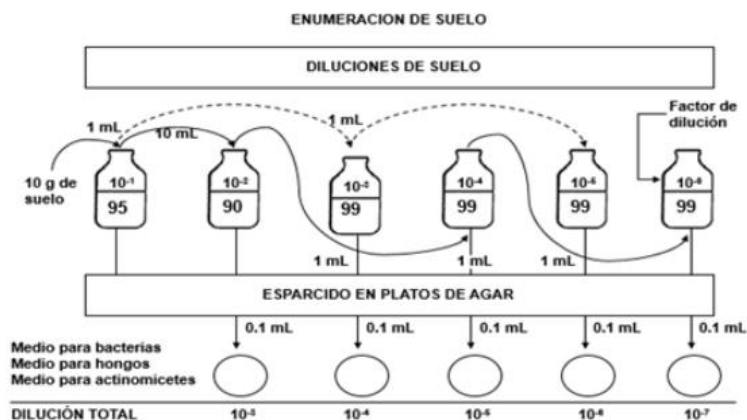 ENUMERACION DE SUELO
DILUCIONES DE SUELO
1 mL
10 mL
1 mL
Factor de
dilución
10 g de
suelo
10⁻¹
10⁻²
10⁻³
10⁻⁴
10⁻⁵
10⁻⁶
95
90
99
99
99
99
1 mL
1 mL
1 mL
ESPARCIDO EN PLATOS DE AGAR
0.1 mL
0.1 mL
0.1 mL
0.1 mL
0.1 mL
Medio para bacterias
Medio para hongos
Medio para actinomicetes
DILUCIÓN TOTAL
10⁻³
10⁻⁴
10⁻⁵
10⁻⁶
10⁻⁷